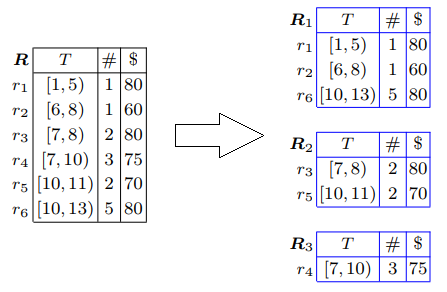 R T # $
r1 [1, 5) 1 80
r2 [6, 8) 1 60
r3 [7, 8) 2 80
r4 [7, 10) 3 75
r5 [10, 11) 2 70
r6 [10, 13) 5 80
R1 T # $
r1 [1, 5) 1 80
r2 [6, 8) 1 60
r6 [10, 13) 5 80
R2 T # $
r3 [7, 8) 2 80
r5 [10, 11) 2 70
R3 T # $
r4 [7, 10) 3 75